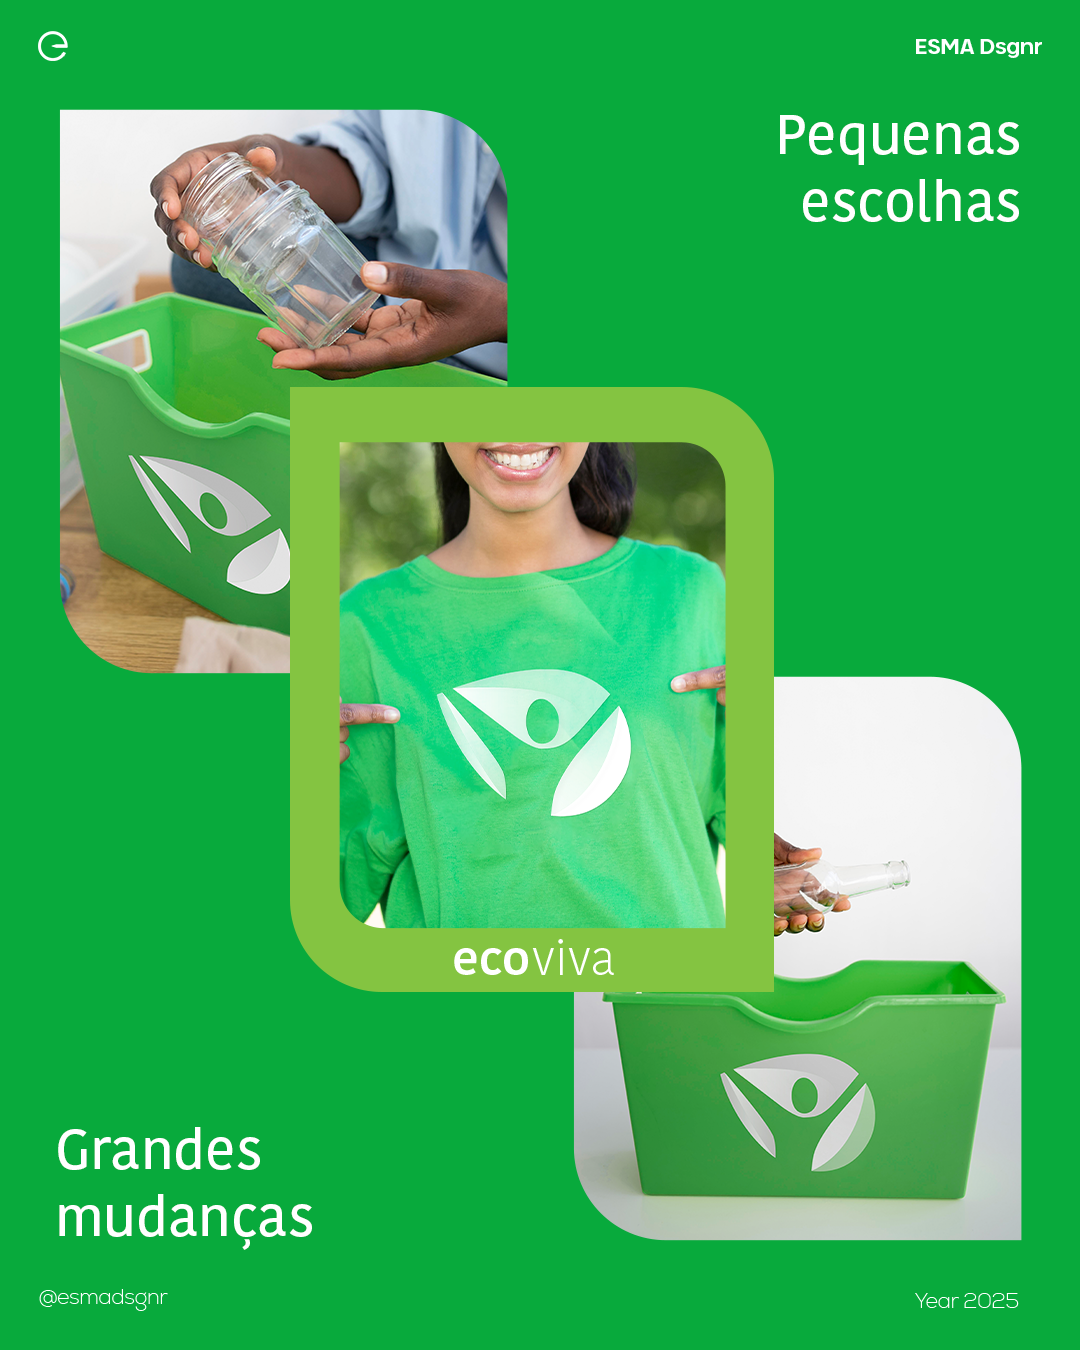 ESMA Dsgnr
Pequenas
escolhas
ecoviva
Grandes
mudanças
@esmadsgnr
Year 2025